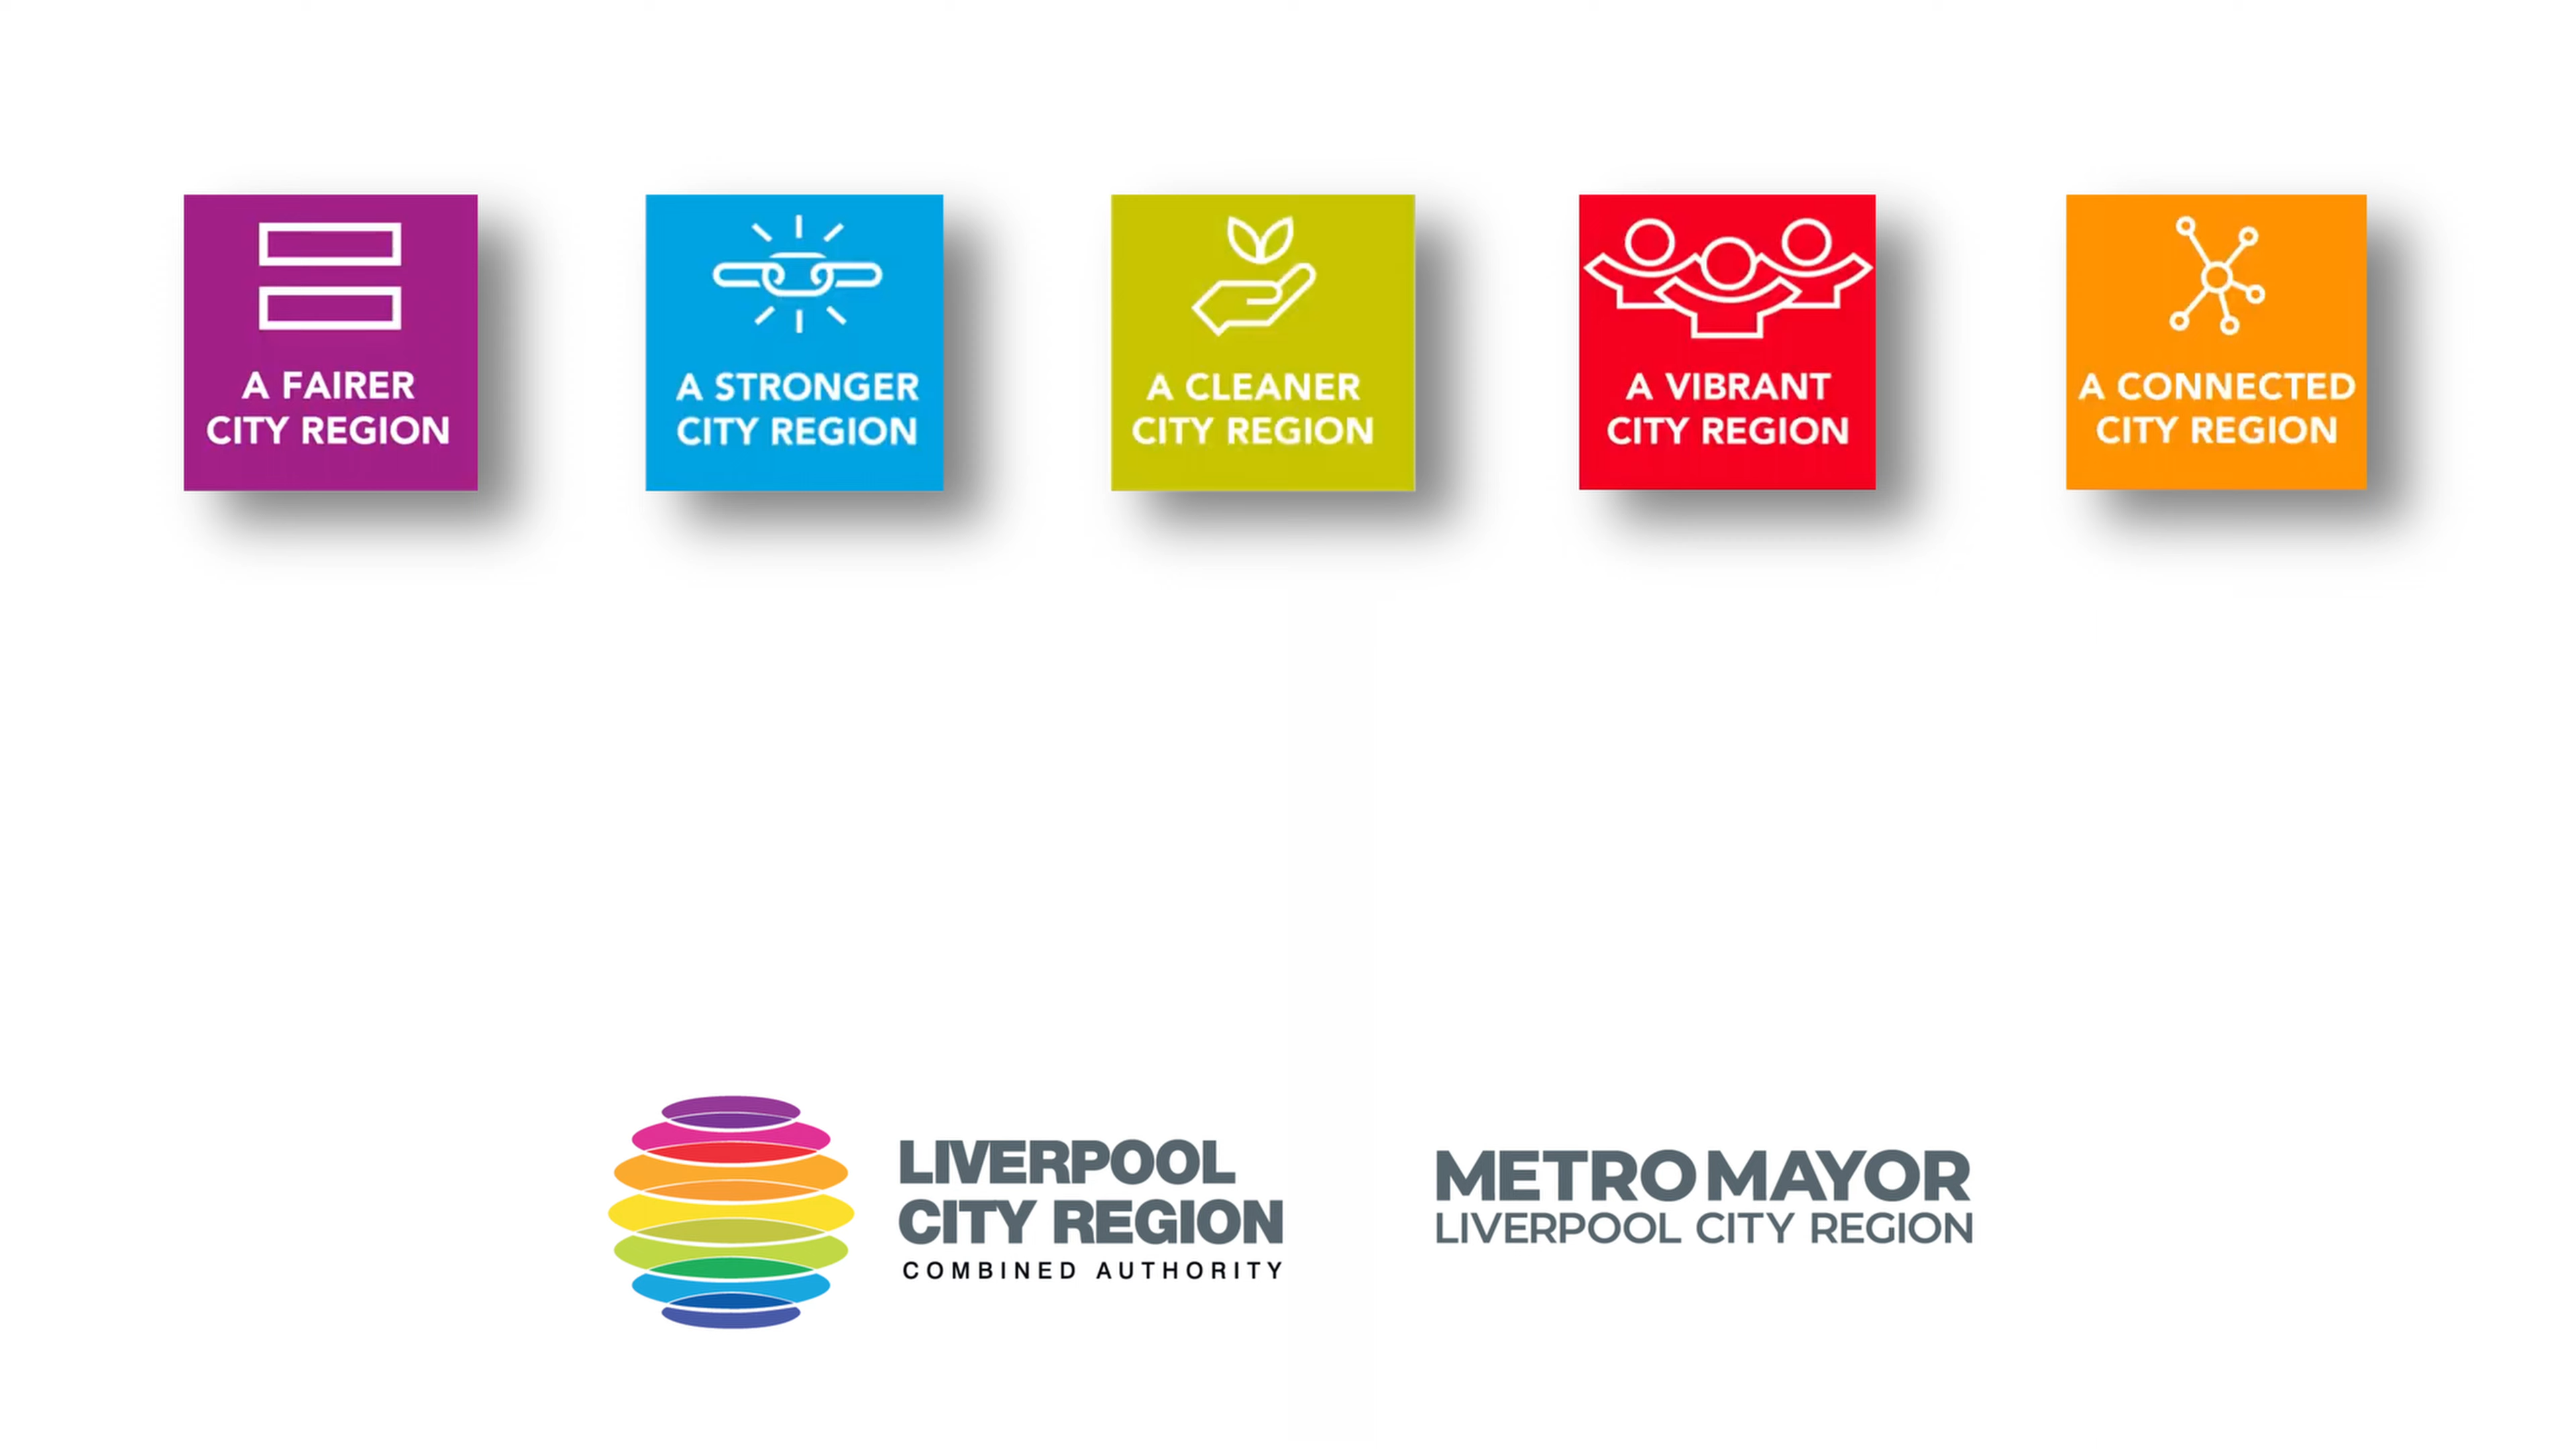 A FAIRER
CITY REGION
A STRONGER
CITY REGION
A CLEANER
CITY REGION
A VIBRANT
CITY REGION
A CONNECTED
CITY REGION
LIVERPOOL
CITY REGION
COMBINED AUTHORITY
METRO MAYOR
LIVERPOOL CITY REGION